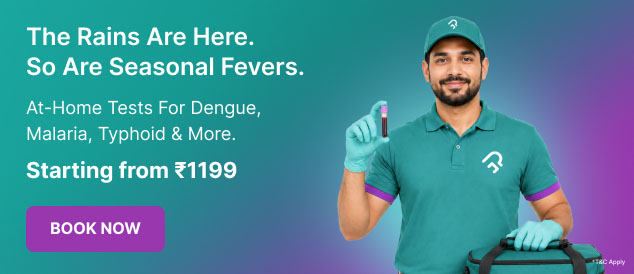 The Rains Are Here.
So Are Seasonal Fevers.
At-Home Tests For Dengue,
Malaria, Typhoid & More.
Starting from ₹1199
BOOK NOW
*T&C Apply